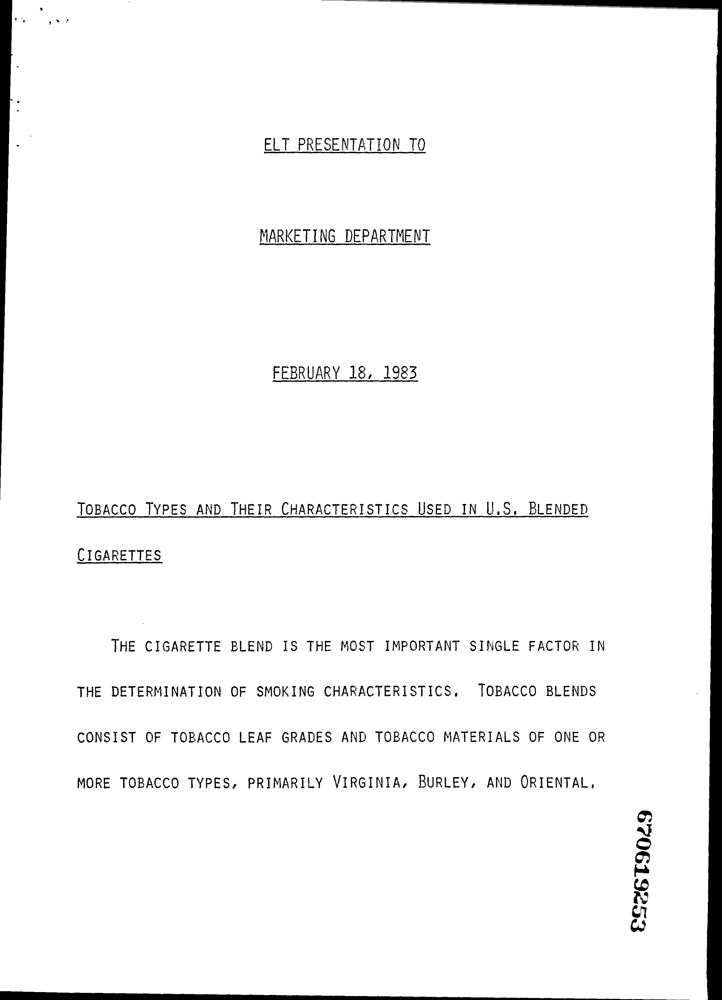 ELT PRESENTATION TO
MARKETING DEPARTMENT
FEBRUARY 18, 1983
TOBACCO TYPES AND THEIR CHARACTERISTICS USED IN U.S. BLENDED
CIGARETTES
THE CIGARETTE BLEND IS THE MOST IMPORTANT SINGLE FACTOR IN
THE DETERMINATION OF SMOKING CHARACTERISTICS. TOBACCO BLENDS
CONSIST OF TOBACCO LEAF GRADES AND TOBACCO MATERIALS OF ONE OR
MORE TOBACCO TYPES, PRIMARILY VIRGINIA, BURLEY, AND ORIENTAL.
670619253